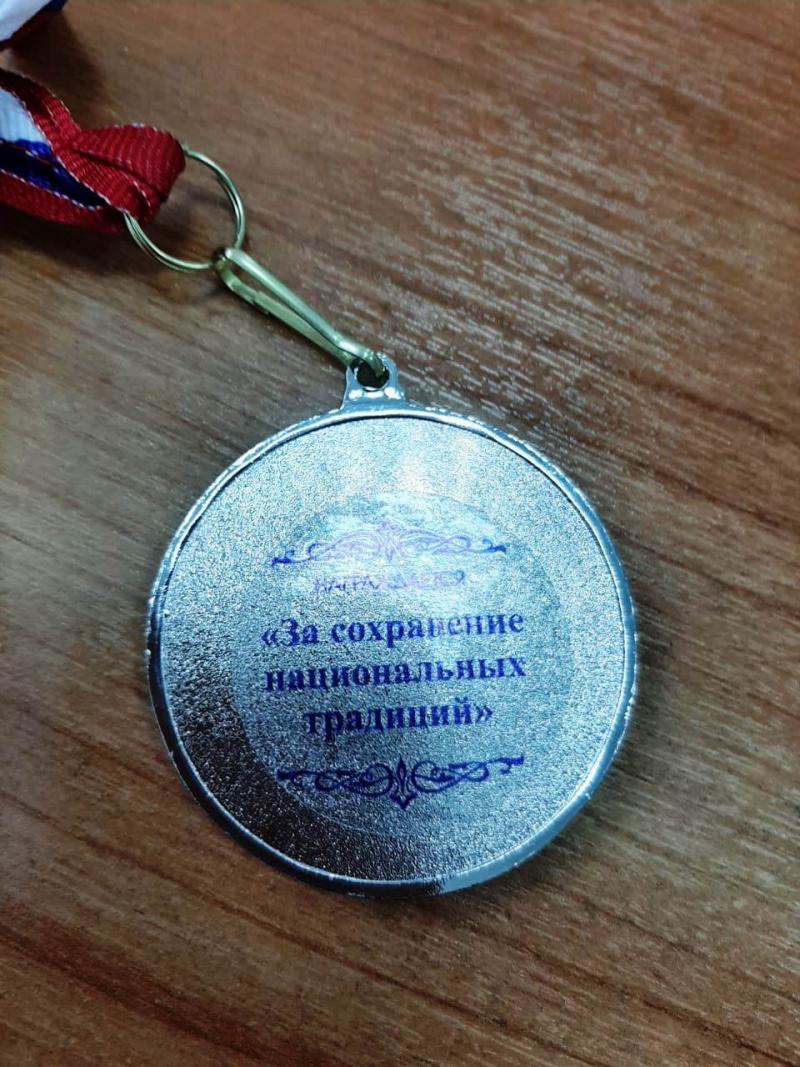 НАГРАЖДАЕТСЯ
«За сохранение
национальных
традиций»